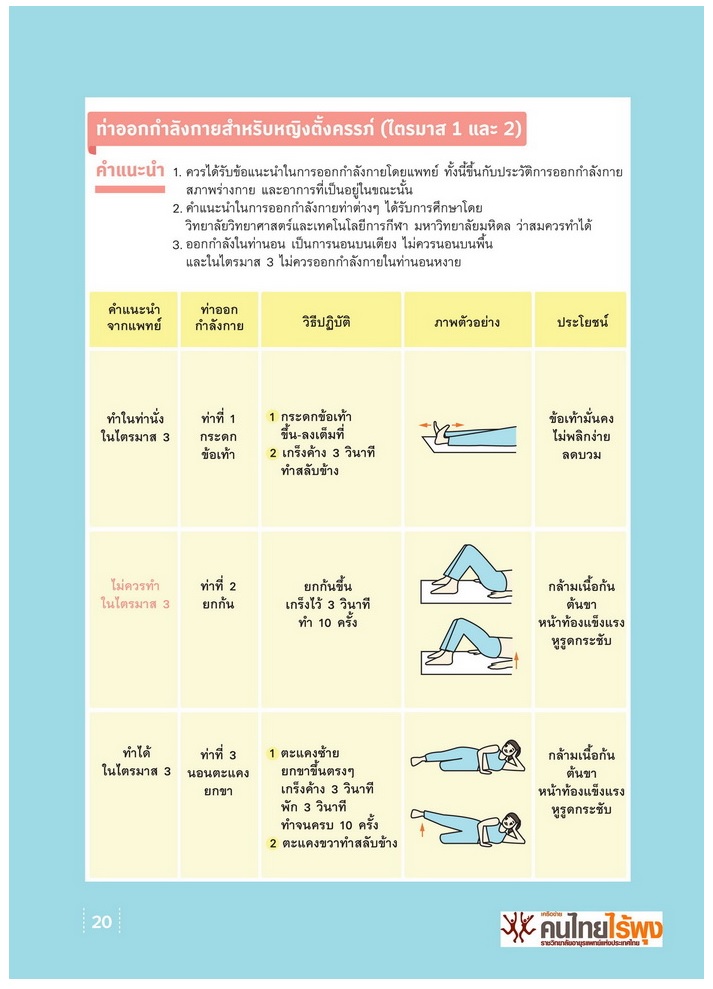 ท่าออกกำลังกายสำหรับหญิงตั้งครรภ์ (ไตรมาส 1 และ 2)
คำแนะนำ
1. ควรได้รับข้อแนะนำในการออกกำลังกายโดยแพทย์ ทั้งนี้ขึ้นกับประวัติการออกกำลังกาย
สภาพร่างกาย และอาการที่เป็นอยู่ในขณะนั้น
2. คำแนะนำในการออกกำลังกายท่าต่างๆ ได้รับการศึกษาโดย
วิทยาลัยวิทยาศาสตร์และเทคโนโลยีการกีฬา มหาวิทยาลัยมหิดล ว่าสมควรทำได้
3. ออกกำลังในท่านอน เป็นการนอนบนเตียง ไม่ควรนอนบนพื้น
และในไตรมาส 3 ไม่ควรออกกำลังกายในท่านอนหงาย
คำแนะนำ
จากแพทย์
ท่าออก
กำลังกาย
วิธีปฏิบัติ
ภาพตัวอย่าง
ประโยชน์
ทำในท่านั่ง
ในไตรมาส 3
ท่าที่ 1
กระดก
ข้อเท้า
1 กระดกข้อเท้า
ขึ้น-ลงเต็มที่
2 เกร็งค้าง 3 วินาที
ทำสลับข้าง
ข้อเท้ามั่นคง
ไม่พลิกง่าย
ลดบวม
ไม่ควรทำ
ในไตรมาส 3
ท่าที่ 2
ยกก้น
ยกก้นขึ้น
เกร็งไว้ 3 วินาที
ทำ 10 ครั้ง
กล้ามเนื้อก้น
ต้นขา
หน้าท้องแข็งแรง
หูรูดกระชับ
ทำได้
ในไตรมาส 3
ท่าที่ 3
นอนตะแคง
ยกขา
1 ตะแคงซ้าย
ยกขาขึ้นตรงๆ
เกร็งค้าง 3 วินาที
พัก 3 วินาที
ทำจนครบ 10 ครั้ง
2 ตะแคงขวาทำสลับข้าง
กล้ามเนื้อก้น
ต้นขา
หน้าท้องแข็งแรง
หูรูดกระชับ
20
เครือข่าย
คนไทยไร้พุง
ราชวิทยาลัยอายุรแพทย์แห่งประเทศไทย